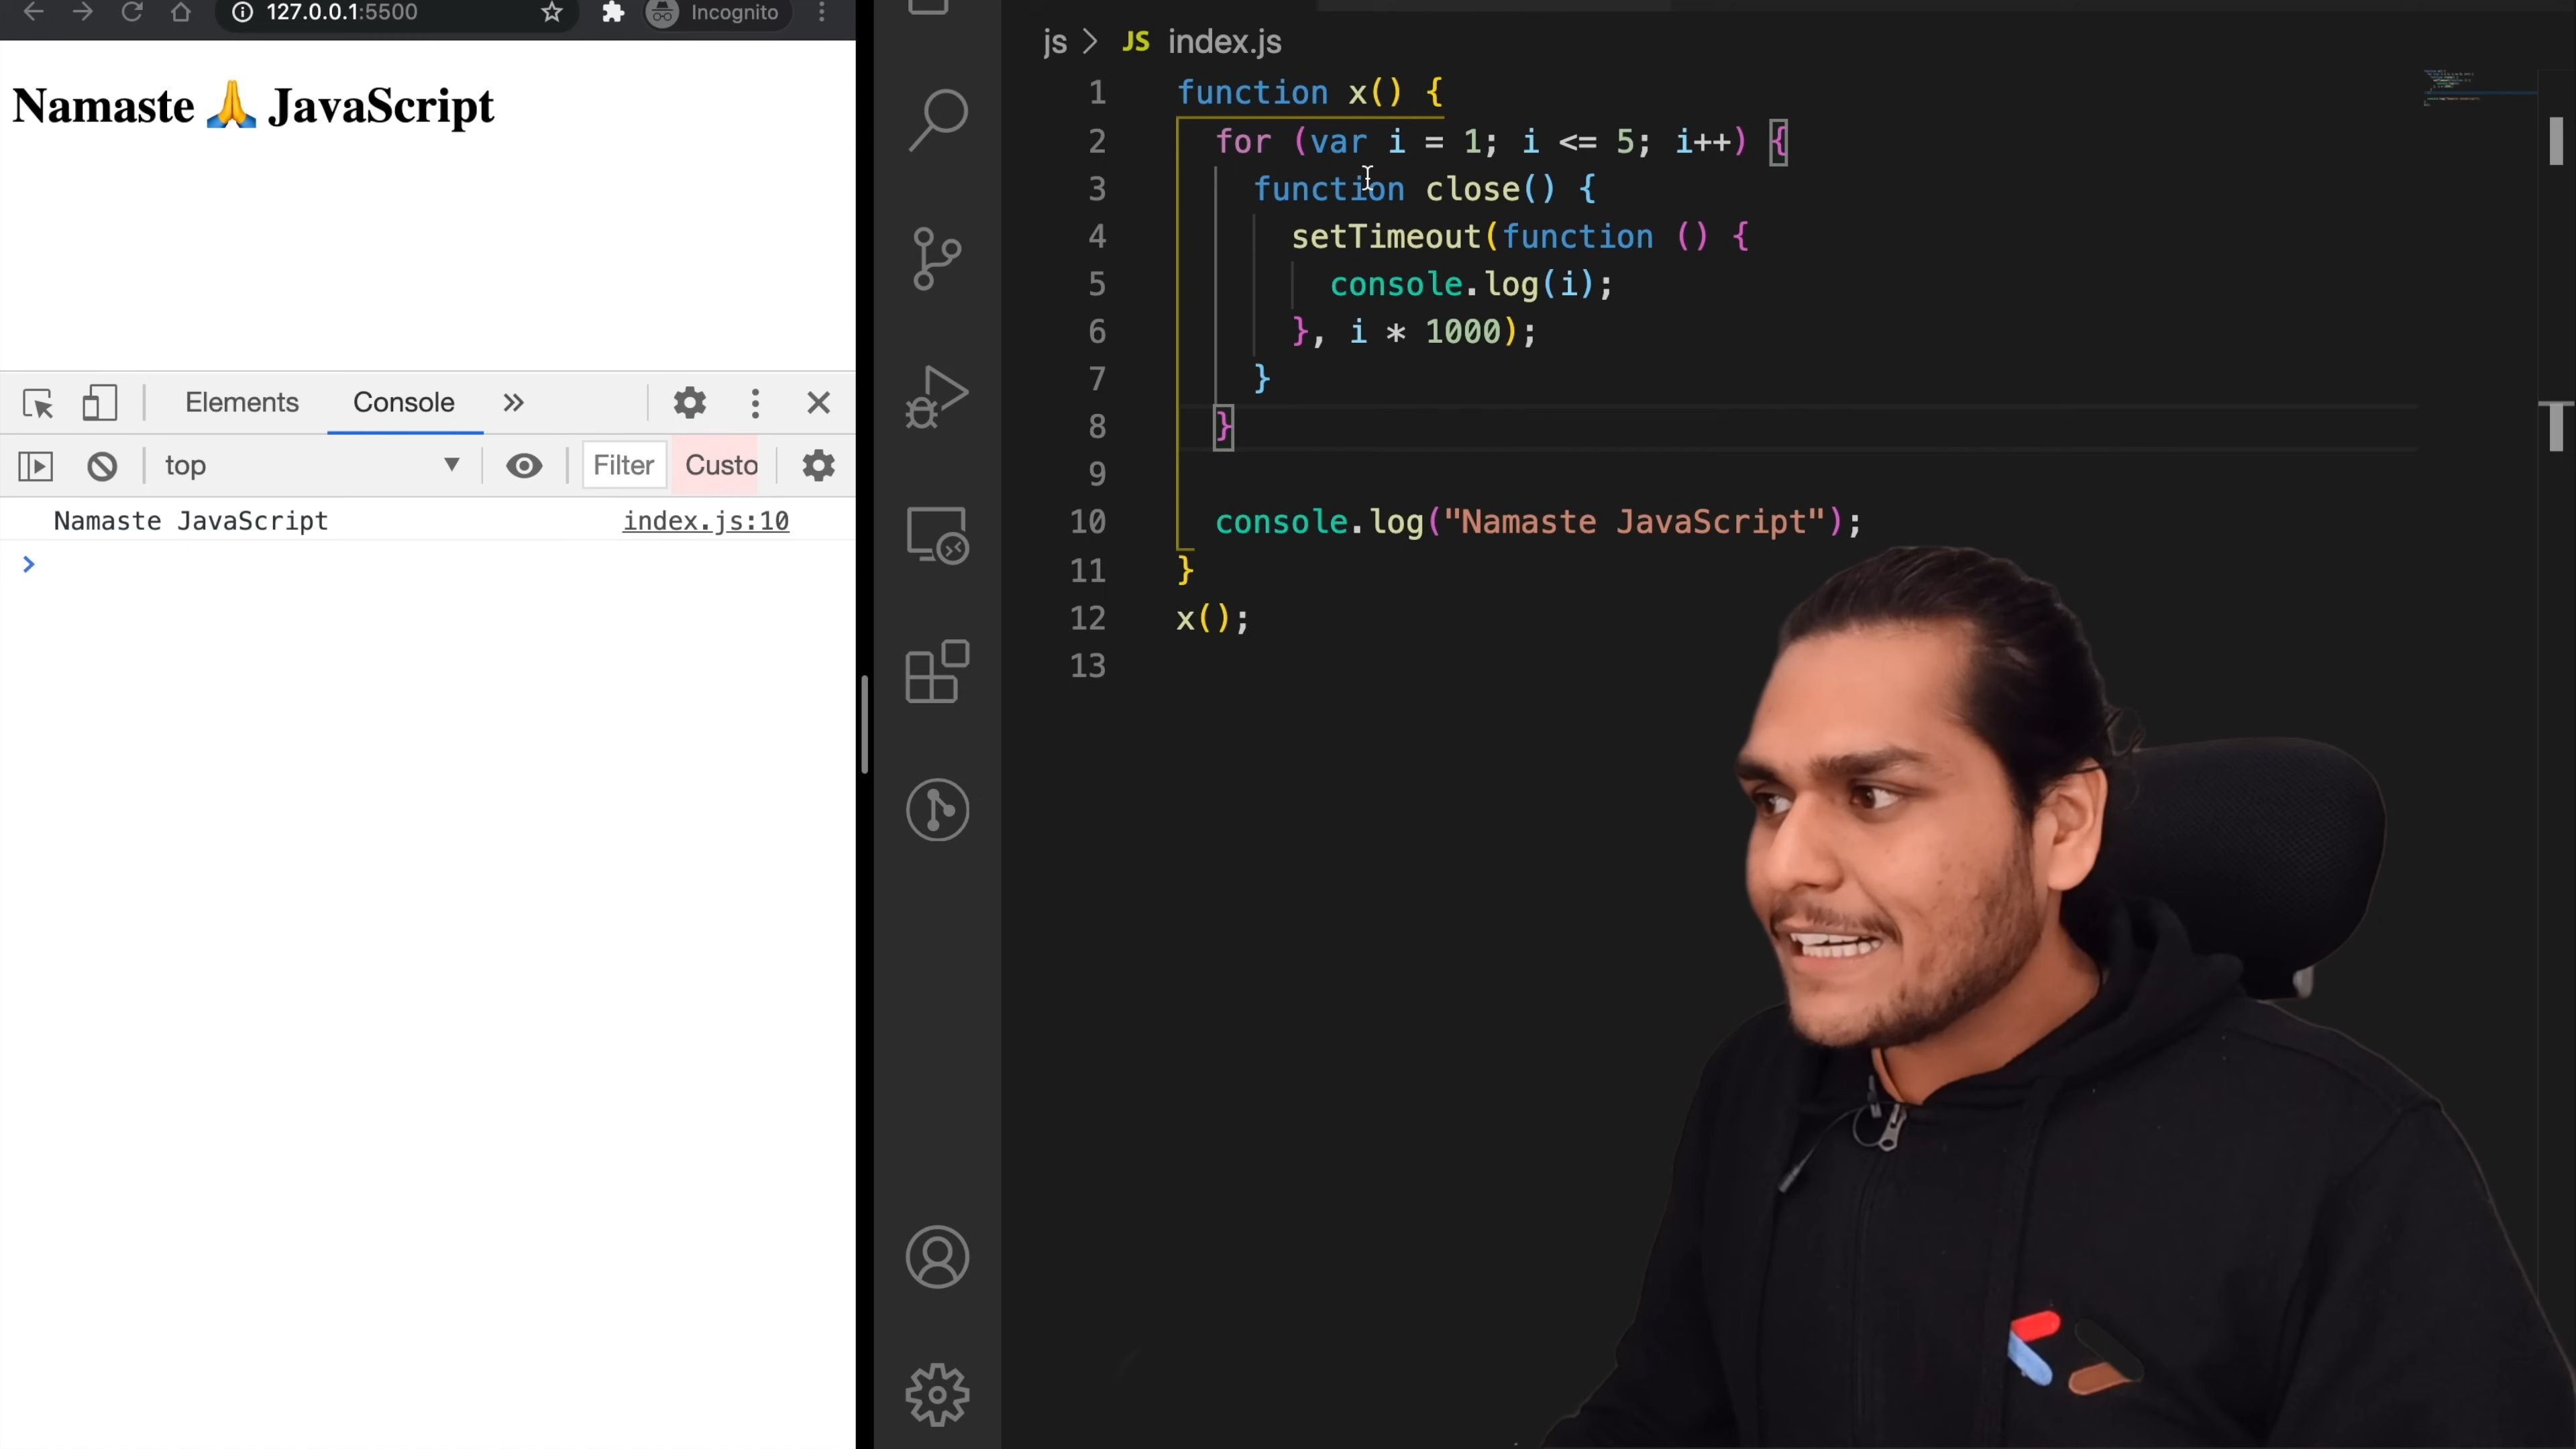 127.0.0.1:5500
Incognito
Namaste 🙏 JavaScript
Elements
Console
top
Filter
Custo
Namaste JavaScript
index.js:10
js > JS index.js
1 function x() {
2 for (var i = 1; i <= 5; i++) {
3 function close() {
4 setTimeout(function () {
5 console.log(i);
6 }, i * 1000);
7 }
8 }
9
10 console.log("Namaste JavaScript");
11 }
12 x();
13